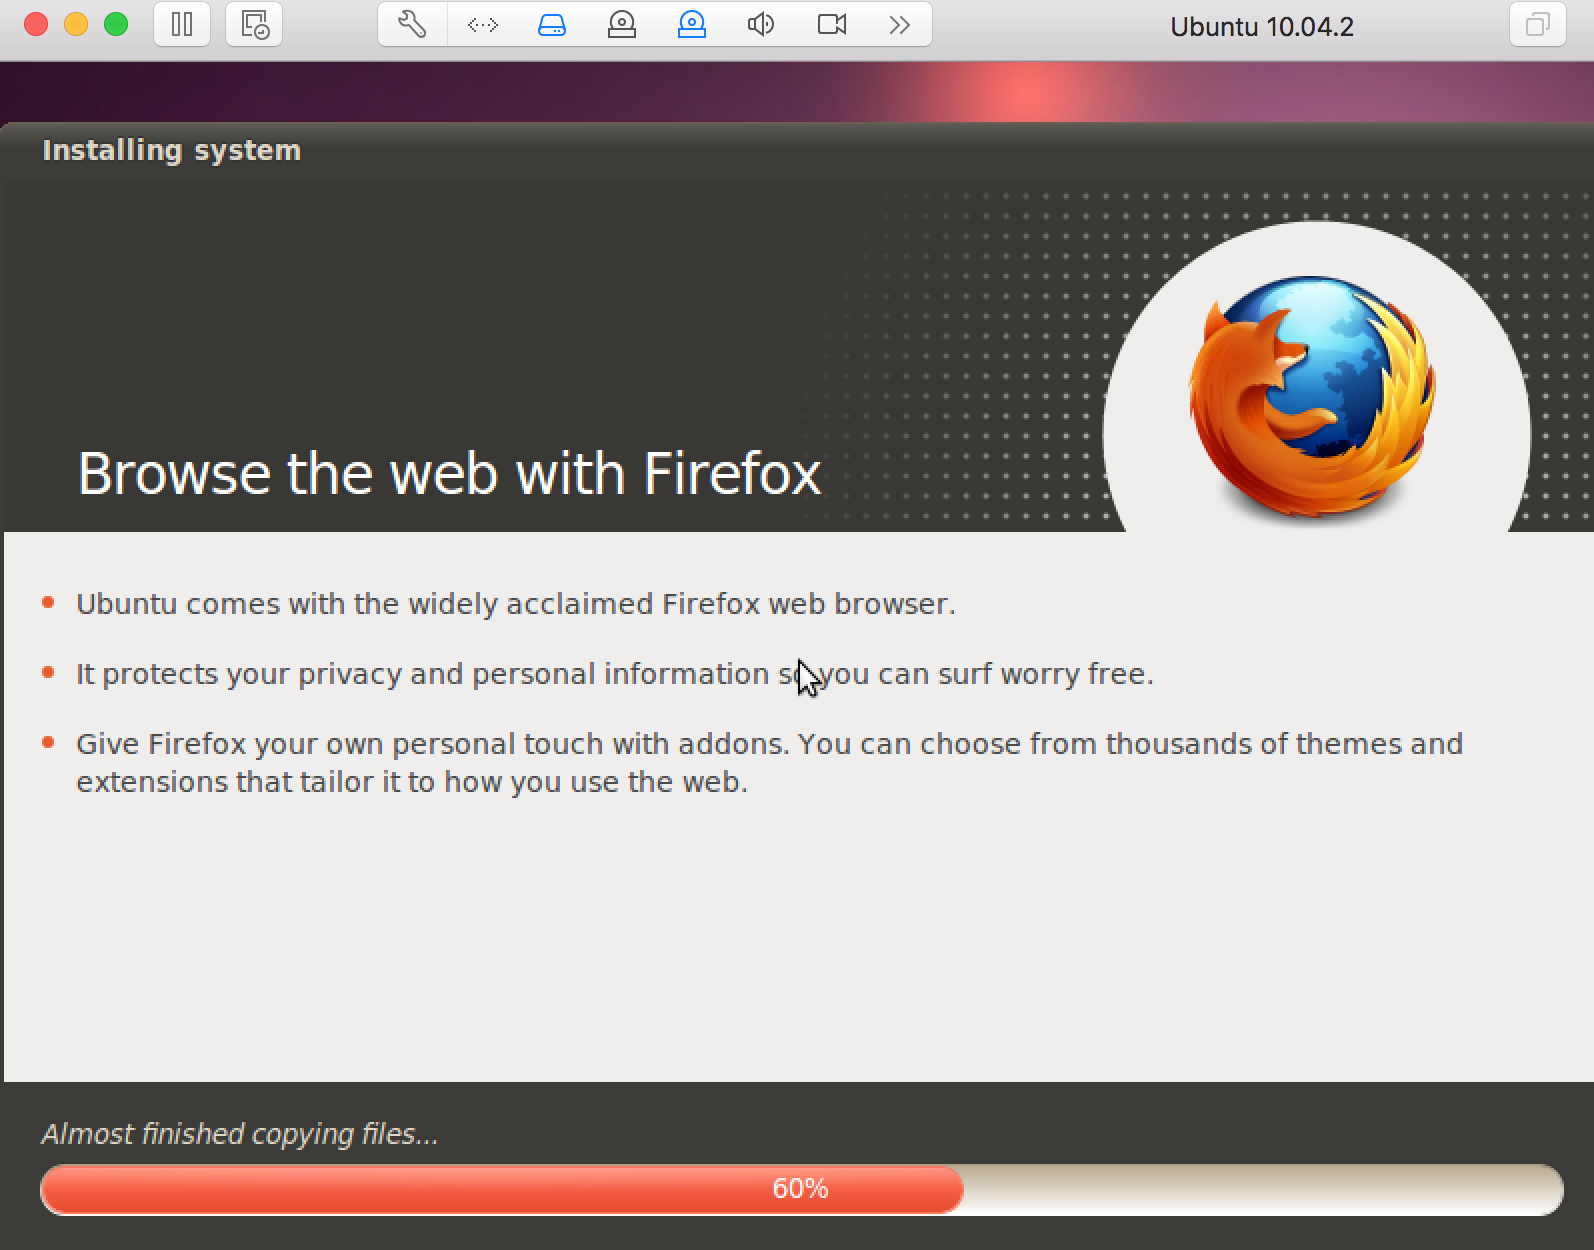 Ubuntu 10.04.2
Installing system
Browse the web with Firefox
Ubuntu comes with the widely acclaimed Firefox web browser.
It protects your privacy and personal information so you can surf worry free.
Give Firefox your own personal touch with addons. You can choose from thousands of themes and
extensions that tailor it to how you use the web.
Almost finished copying files...
60%